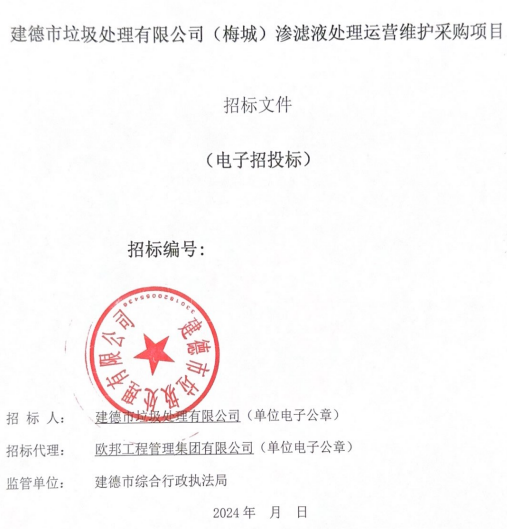 建德市垃圾处理有限公司（梅城）渗滤液处理运营维护采购项目
招标文件
（电子招投标）
招标编号：
建德市垃圾处理有限公司
招 标 人： 建德市垃圾处理有限公司（单位电子公章）
招标代理： 欧邦工程管理集团有限公司（单位电子公章）
监管单位： 建德市综合行政执法局
2024 年 月 日